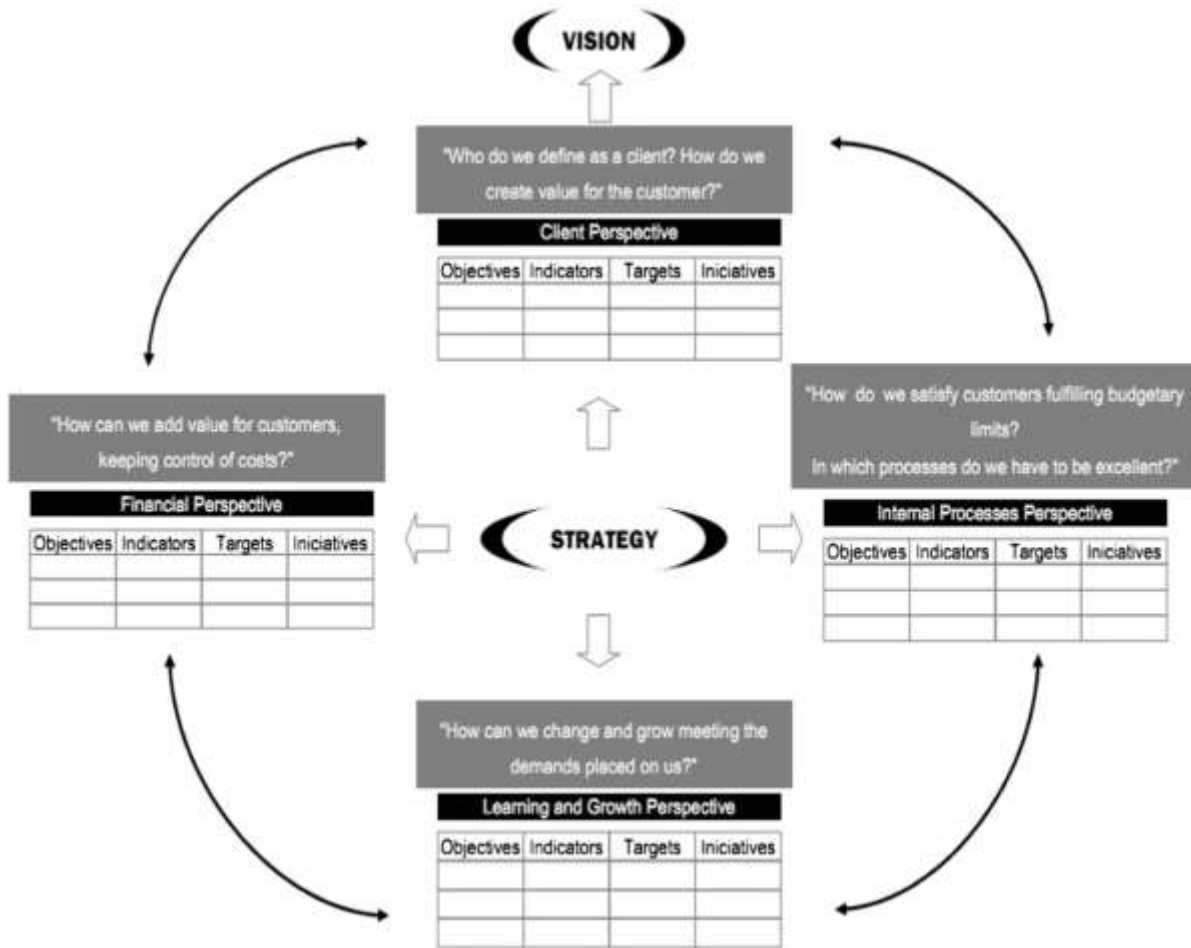 VISION
"Who do we define as a client? How do we
create value for the customer?"
Client Perspective
Objectives Indicators Targets Iniciatives
"How can we add value for customers,
keeping control of costs?"
Financial Perspective
Objectives Indicators Targets Iniciatives
STRATEGY
"How do we satisfy customers fulfilling budgetary
limits?
In which processes do we have to be excellent?"
Internal Processes Perspective
Objectives Indicators Targets Iniciatives
"How can we change and grow meeting the
demands placed on us?"
Learning and Growth Perspective
Objectives Indicators Targets Iniciatives